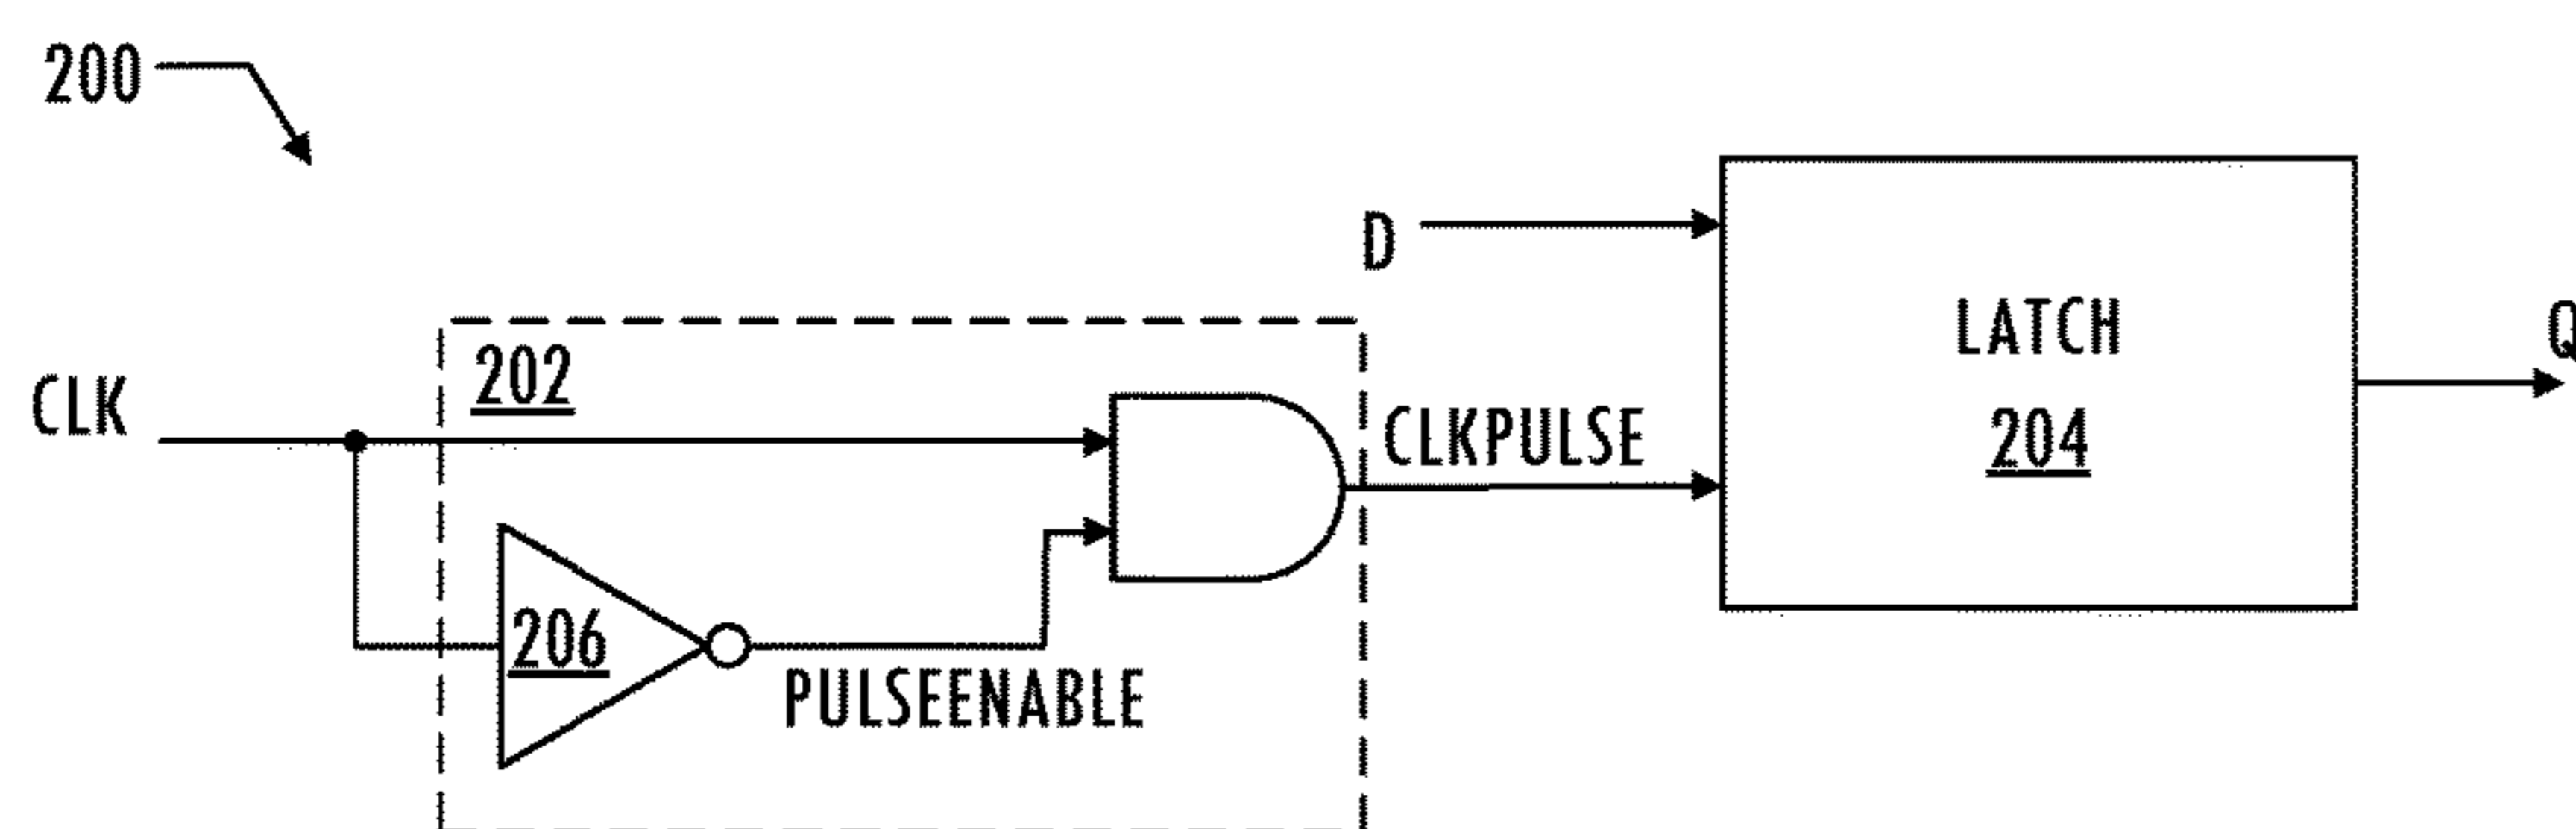 200
D
LATCH
204
Q
CLK
202
CLKPULSE
206
PULSEENABLE